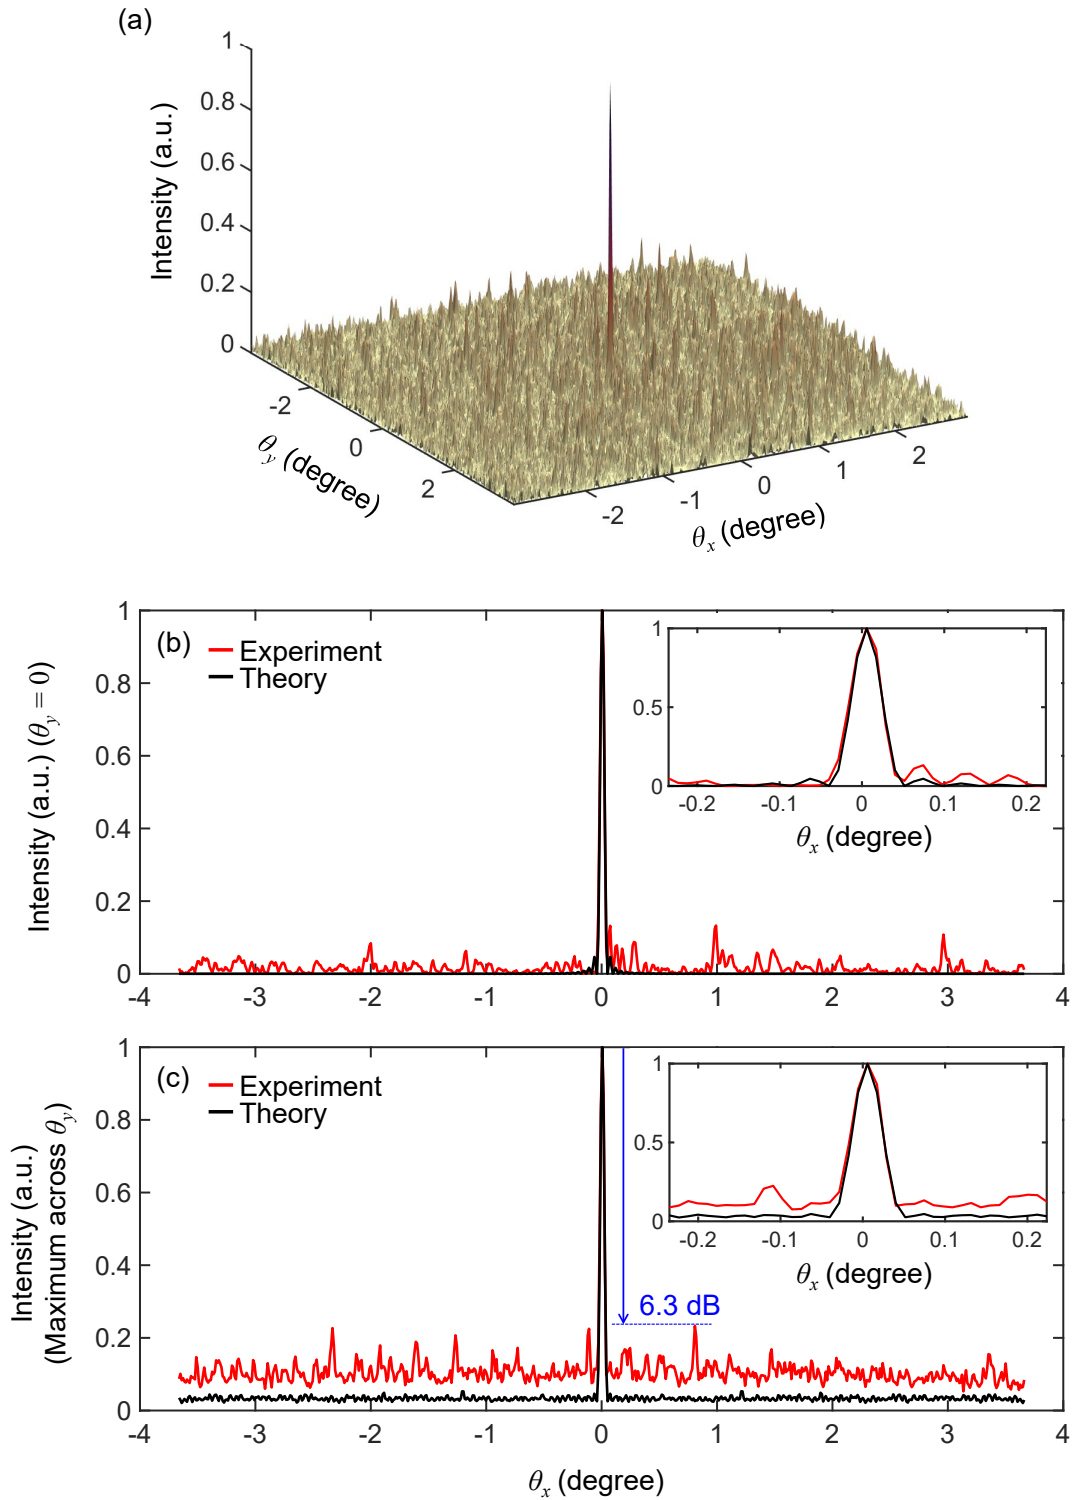 (a)
Intensity (a.u.)
1
0.8
0.6
0.4
0.2
0
-2
0
2
θy (degree)
-2
-1
0
1
2
θx (degree)
(b)
Experiment
Theory
Intensity (a.u.) (θy = 0)
1
0.8
0.6
0.4
0.2
0
-4 -3 -2 -1 0 1 2 3 4
1
0.5
0
-0.2 -0.1 0 0.1 0.2
θx (degree)
(c)
Experiment
Theory
Intensity (a.u.)
(Maximum across θy)
1
0.8
0.6
0.4
0.2
0
6.3 dB
1
0.5
0
-0.2 -0.1 0 0.1 0.2
θx (degree)
-4 -3 -2 -1 0 1 2 3 4
θx (degree)